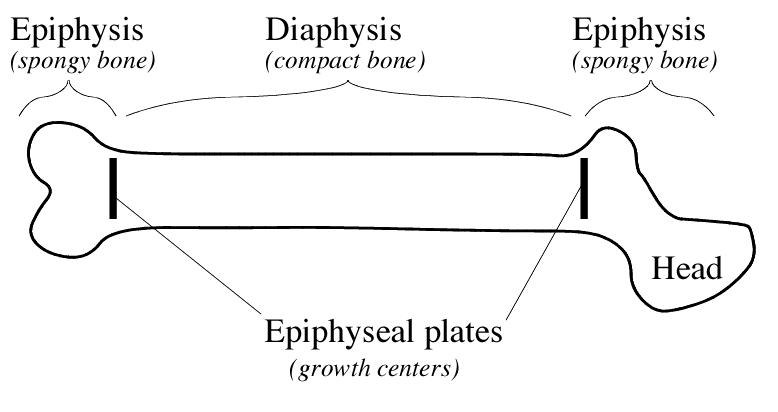 Epiphysis
(spongy bone)
Diaphysis
(compact bone)
Epiphysis
(spongy bone)
Head
Epiphyseal plates
(growth centers)